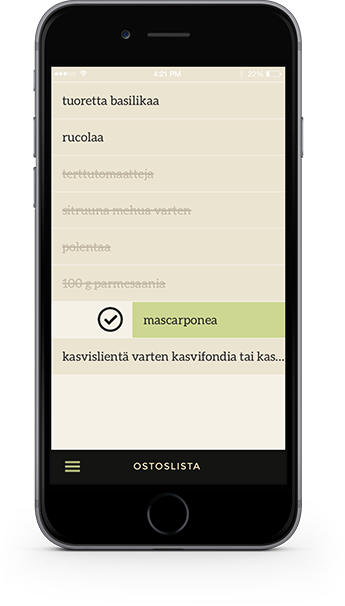 4:21 PM 22%
tuoretta basilikaa
rucolaa
terttutomaatteja
sitruuna mehua varten
polentaa
100 g parmesaania
mascarponea
kasvislientä varten kasvifondia tai kas...
OSTOSLISTA